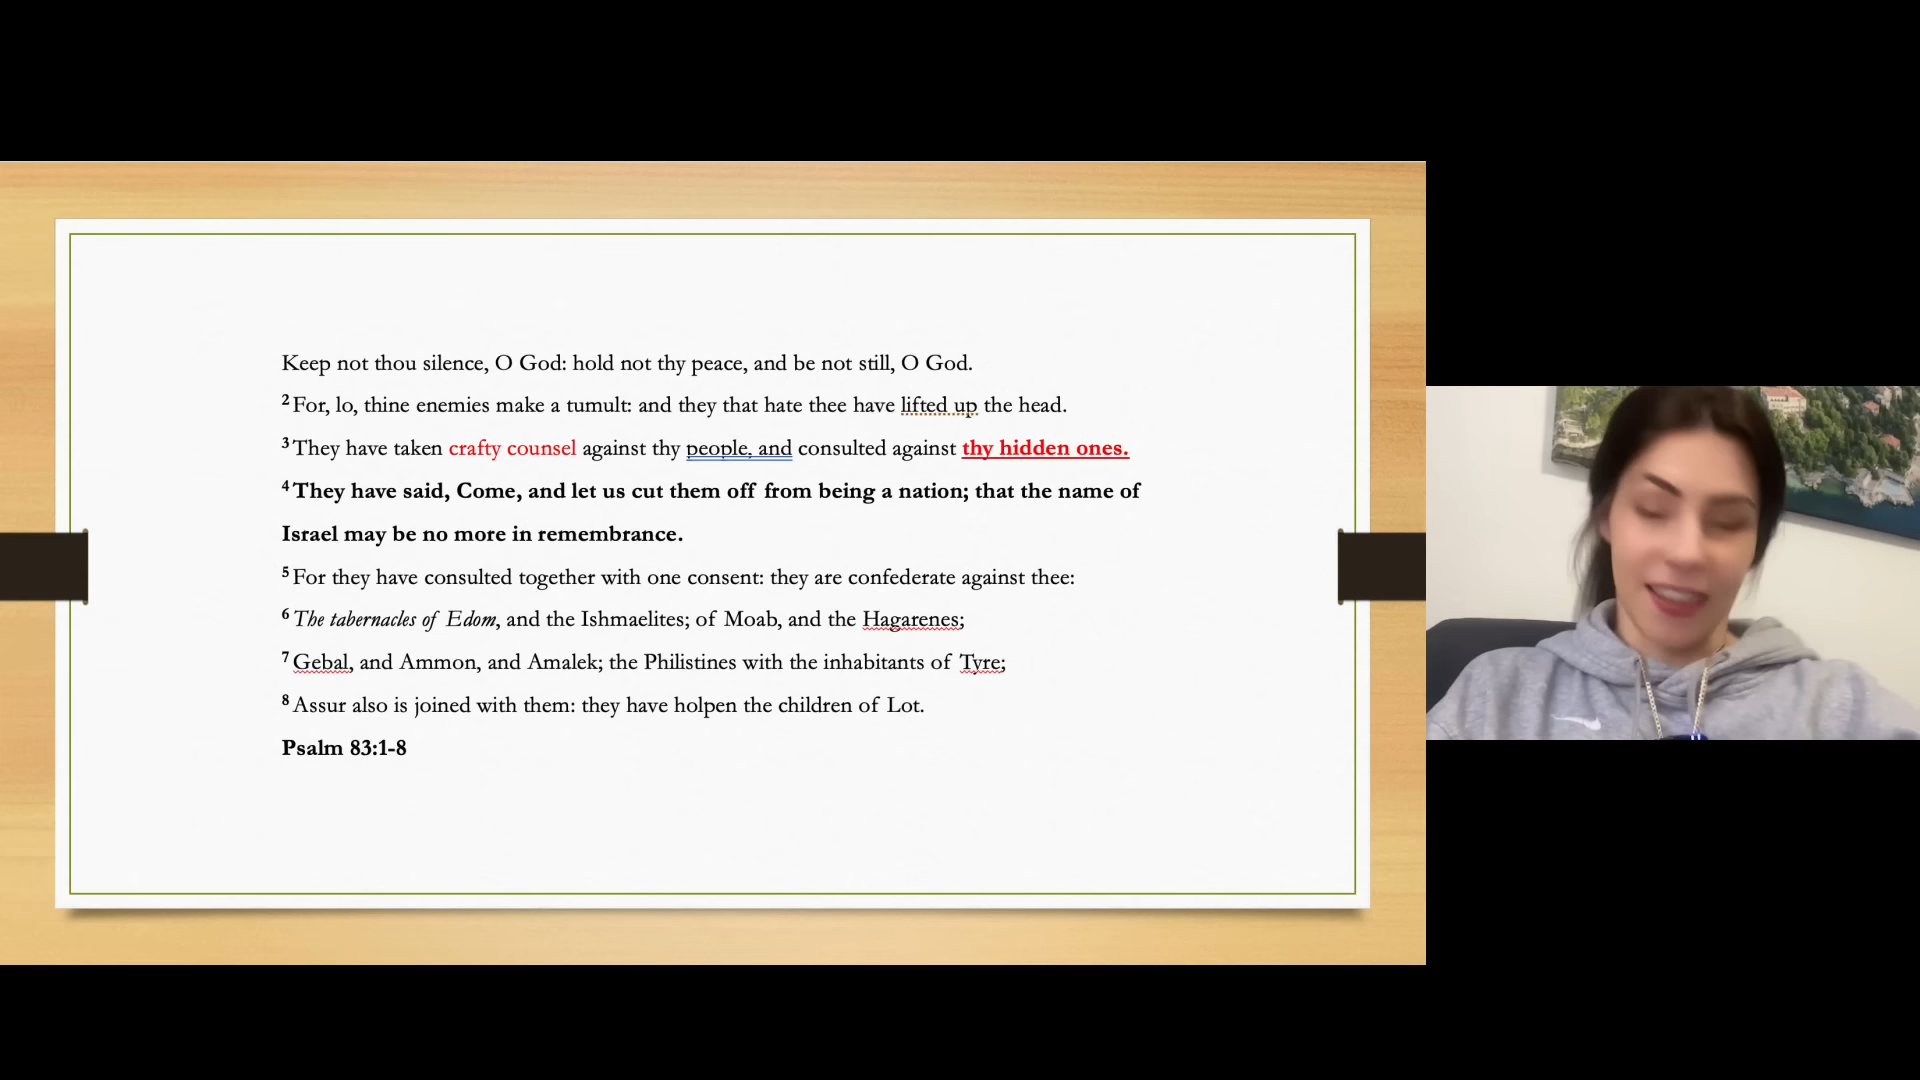 Keep not thou silence, O God: hold not thy peace, and be not still, O God.
2 For, lo, thine enemies make a tumult: and they that hate thee have lifted up the head.
3 They have taken crafty counsel against thy people, and consulted against thy hidden ones.
4 They have said, Come, and let us cut them off from being a nation; that the name of
Israel may be no more in remembrance.
5 For they have consulted together with one consent: they are confederate against thee:
6 The tabernacles of Edom, and the Ishmaelites; of Moab, and the Hagarenes;
7 Gebal, and Ammon, and Amalek; the Philistines with the inhabitants of Tyre;
8 Assur also is joined with them: they have holpen the children of Lot.
Psalm 83:1-8